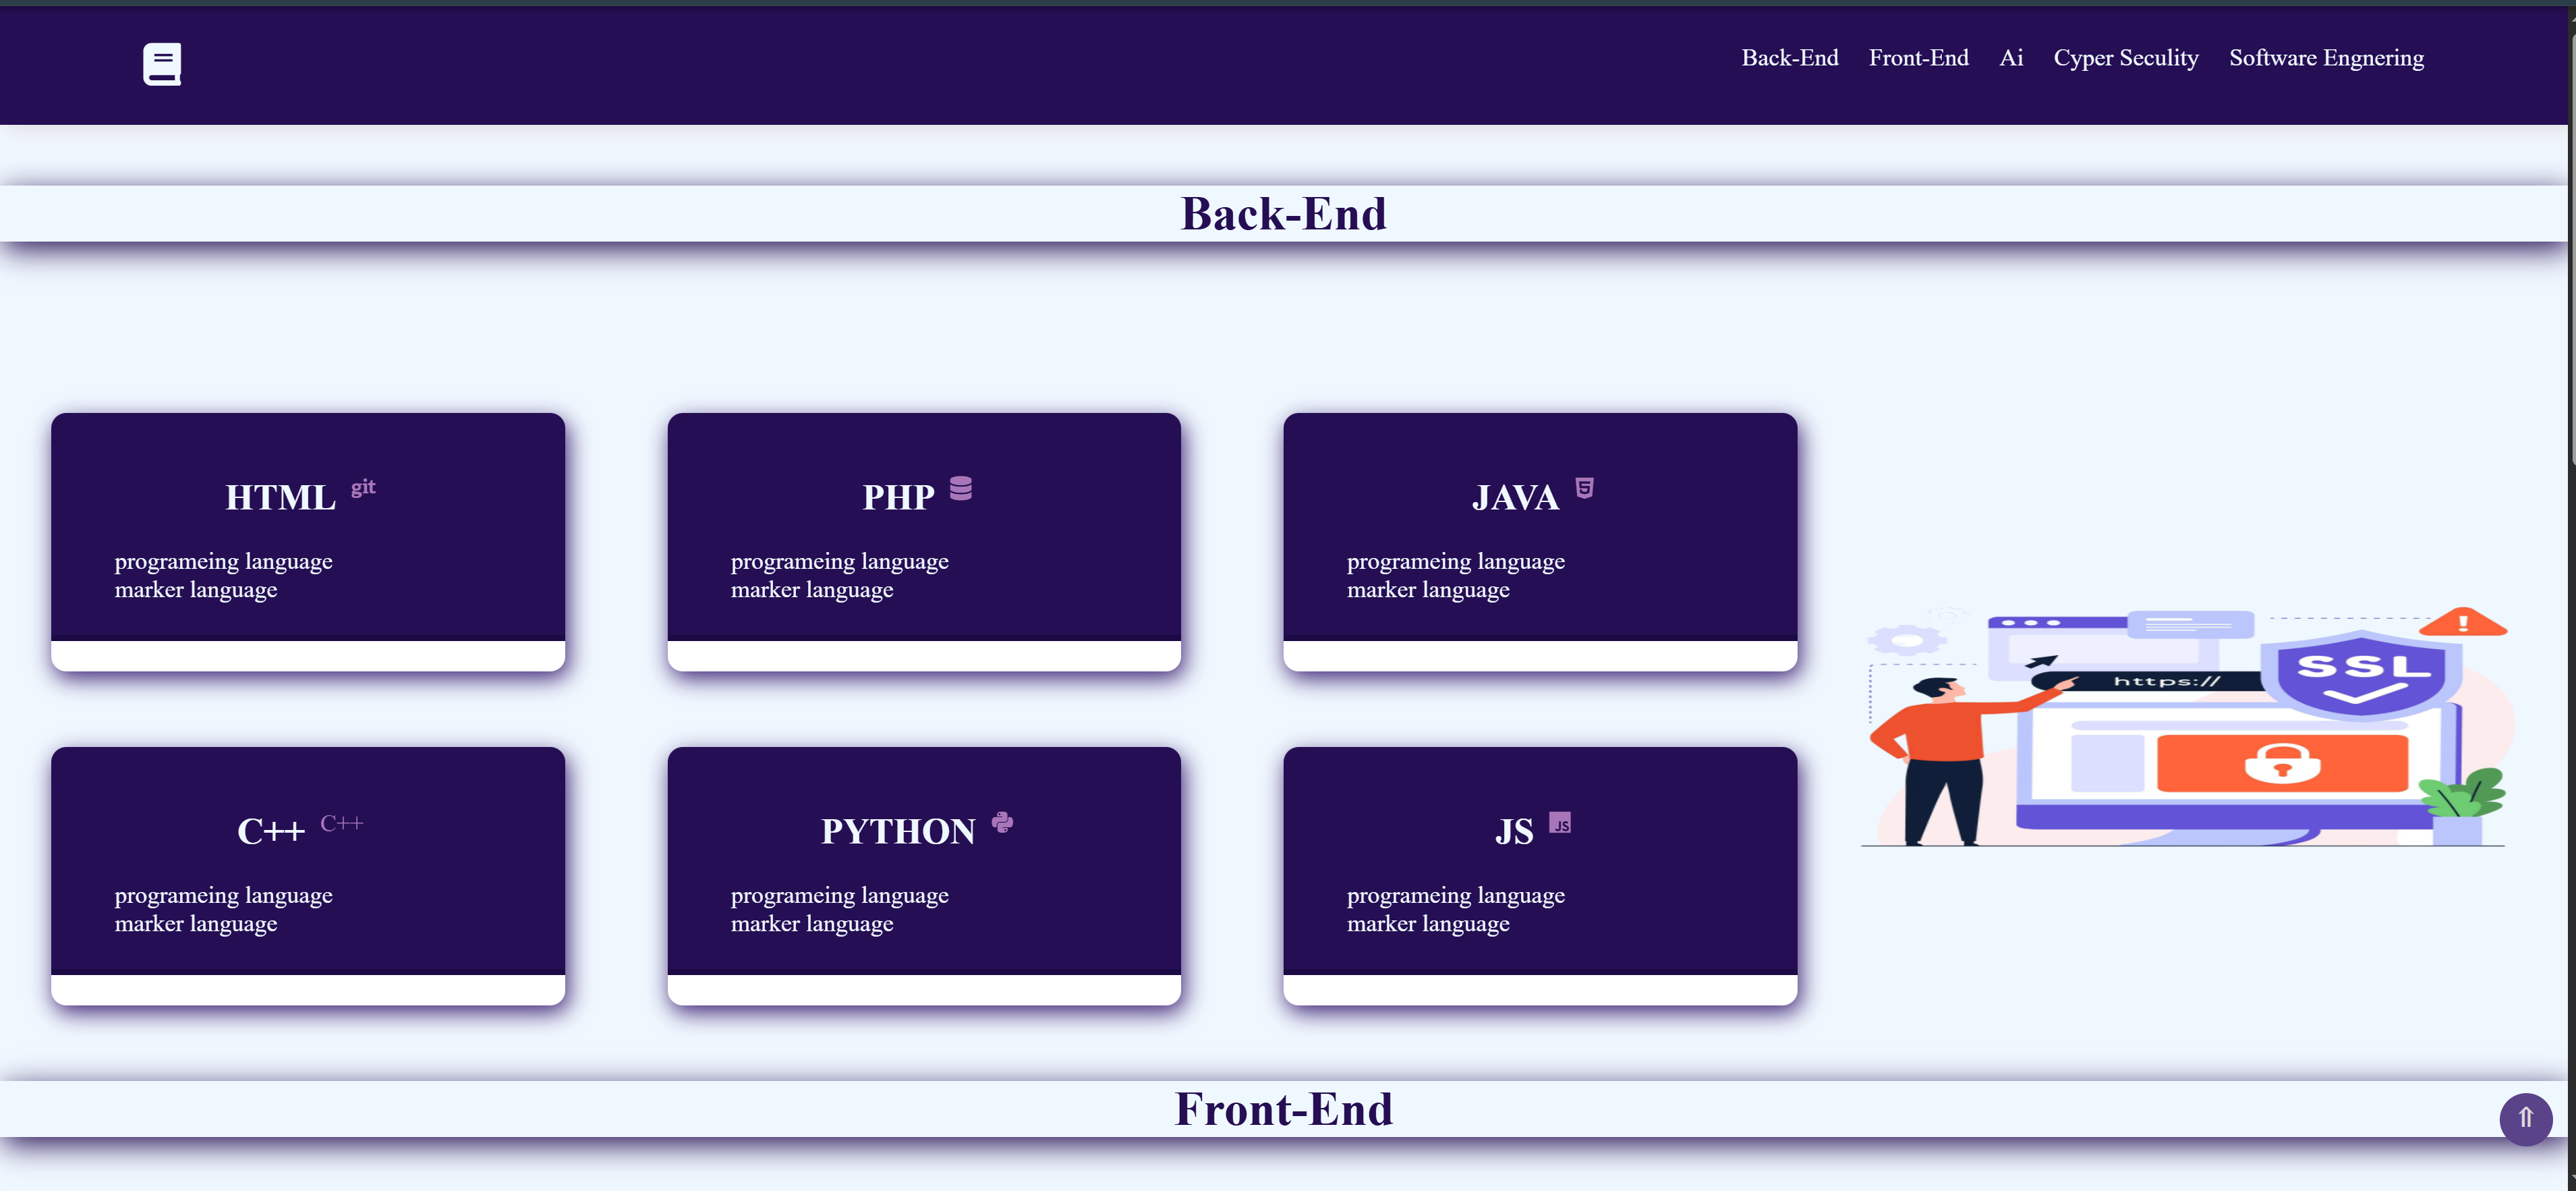 Back-End Front-End Ai Cyper Seculity Software Engnering
Back-End
HTML git
programeing language
marker language
PHP
programeing language
marker language
JAVA 5
programeing language
marker language
C++ C++
programeing language
marker language
PYTHON
programeing language
marker language
JS JS
programeing language
marker language
!
SSL
https://
Front-End
⇑